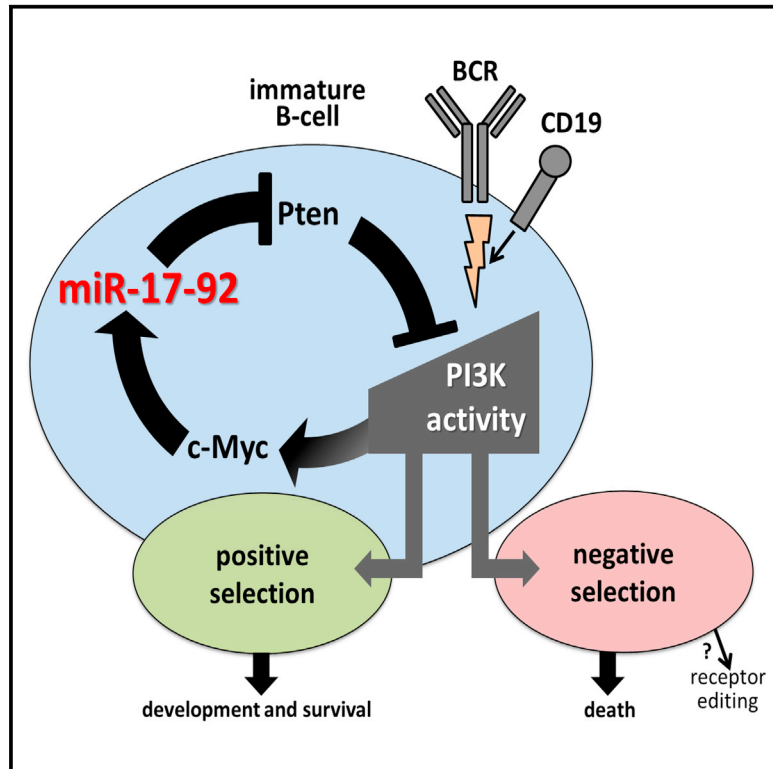 BCR
immature
B-cell
CD19
Pten
miR-17-92
PI3K
activity
c-Myc
positive
selection
negative
selection
?
receptor
editing
development and survival
death